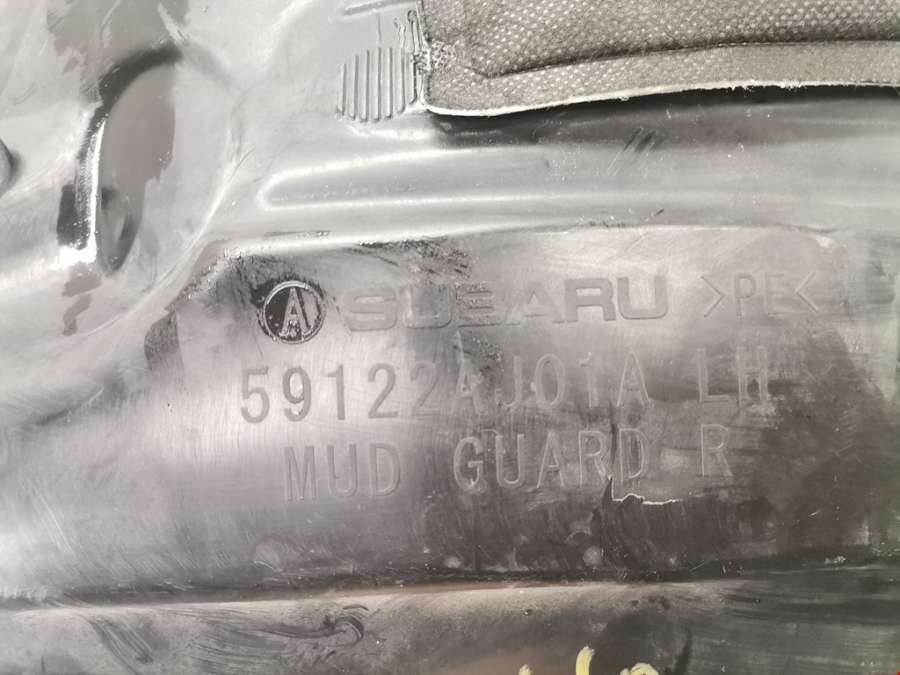 A SUBARU >PE<
59122AJ01A LH
MUD GUARD R